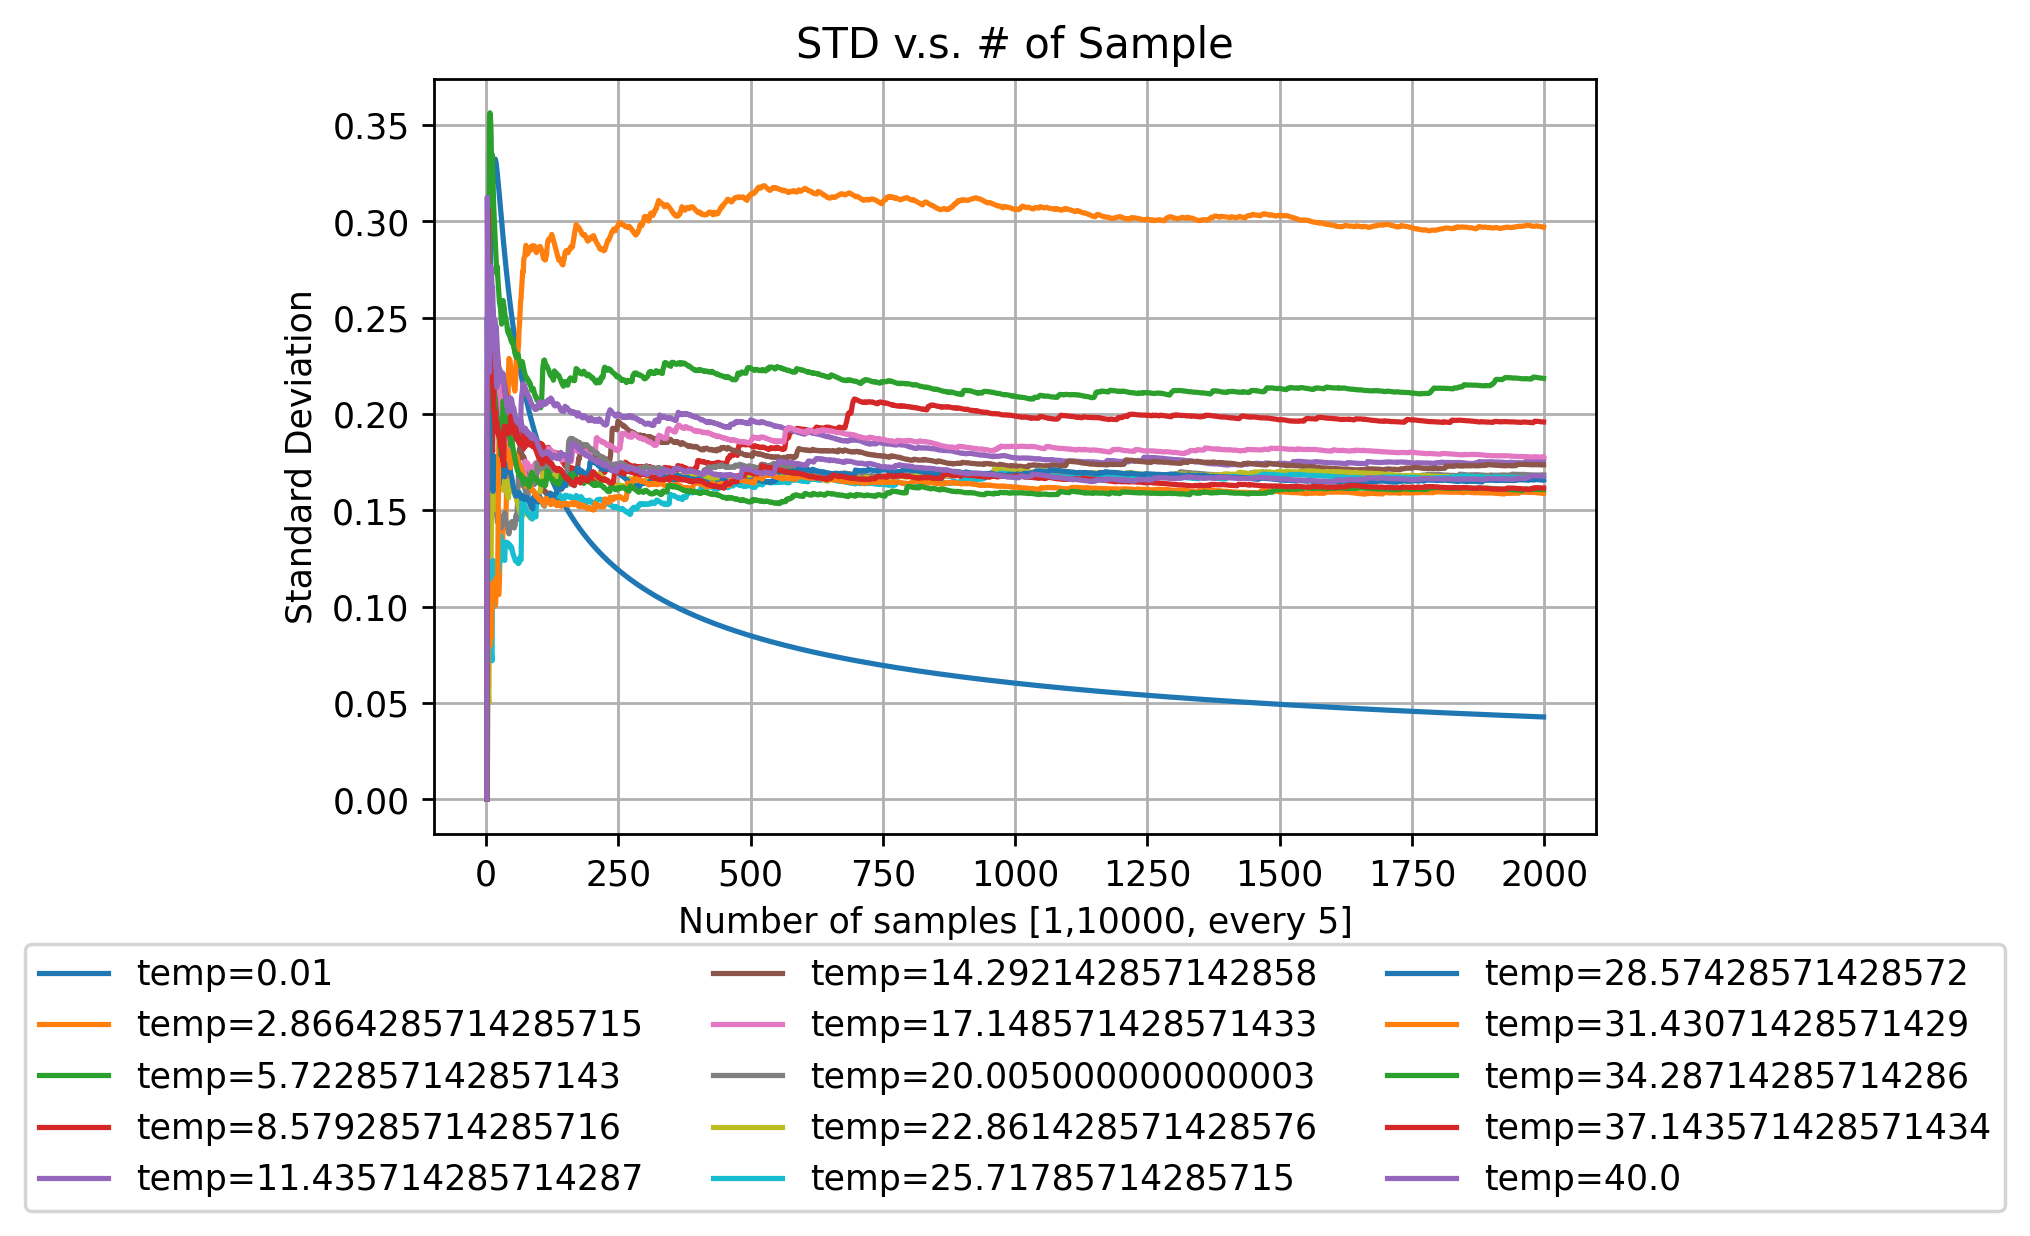 STD v.s. # of Sample
Standard Deviation
0.35
0.30
0.25
0.20
0.15
0.10
0.05
0.00
0 250 500 750 1000 1250 1500 1750 2000
Number of samples [1,10000, every 5]
temp=0.01
temp=2.8664285714285715
temp=5.722857142857143
temp=8.579285714285716
temp=11.435714285714287
temp=14.292142857142858
temp=17.148571428571433
temp=20.005000000000003
temp=22.861428571428576
temp=25.71785714285715
temp=28.57428571428572
temp=31.43071428571429
temp=34.28714285714286
temp=37.143571428571434
temp=40.0